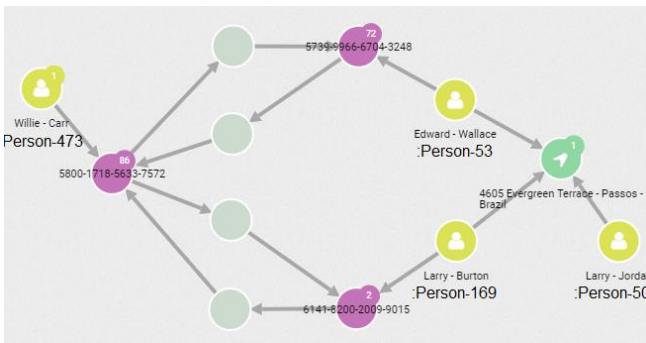 72
5739-9966-6704-3248
1
Willie - Carr
Person-473
Edward - Wallace
:Person-53
1
86
5800-1718-5633-7572
4605 Evergreen Terrace - Passos -
Brazil
Larry - Burton
:Person-169
Larry - Jorda
:Person-50
2
6141-8200-2009-9015